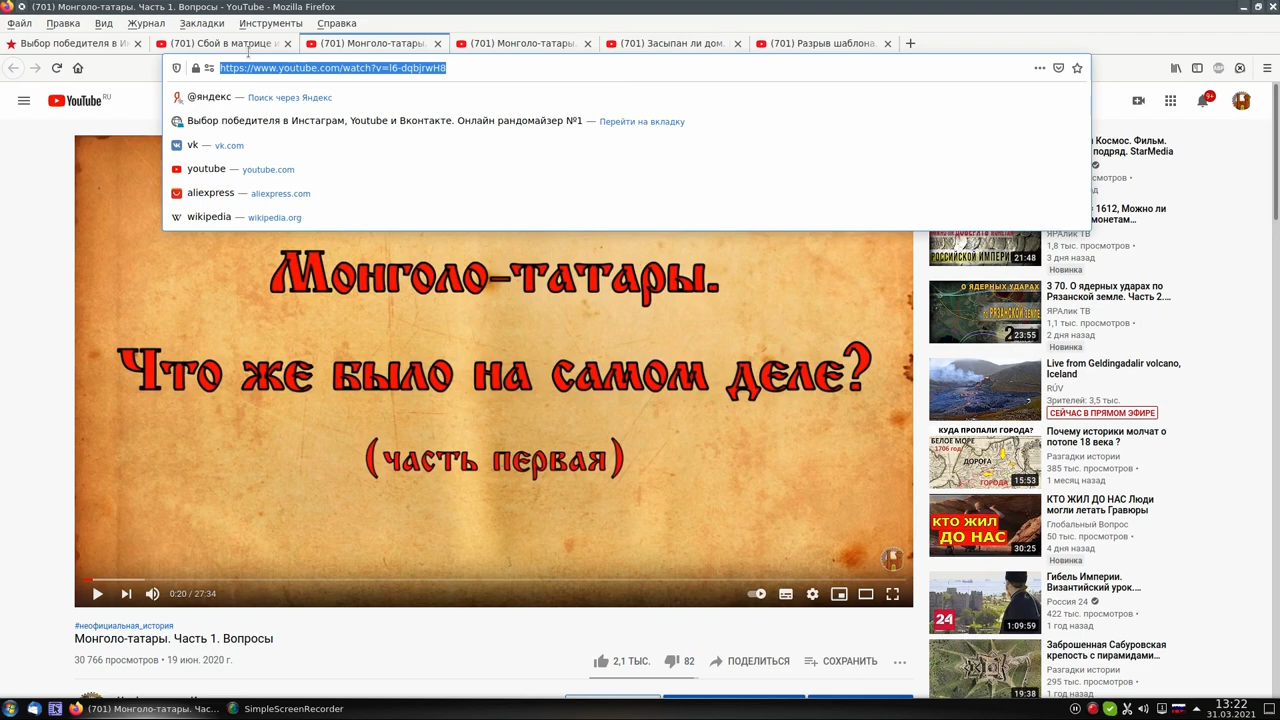 (701) Монголо-татары. Часть 1. Вопросы - YouTube - Mozilla Firefox
Файл Правка Вид Журнал Закладки Инструменты Справка
Выбор победителя в И
(701) Сбой в матрице и
(701) Монголо-татары.
(701) Монголо-татары.
(701) Засыпан ли дом.
(701) Разрыв шаблона.
https://www.youtube.com/watch?v=l6-dqbjrwH8
@яндекс — Поиск через Яндекс
Выбор победителя в Инстаграм, Youtube и Вконтакте. Онлайн рандомайзер №1 — Перейти на вкладку
vk — vk.com
youtube — youtube.com
aliexpress — aliexpress.com
wikipedia — wikipedia.org
YouTube RU
9+
Монголо-татары.
Что же было на самом деле?
(часть первая)
0:20 / 27:34
#неофициальная_история
Монголо-татары. Часть 1. Вопросы
30 766 просмотров • 19 июн. 2020 г.
2,1 ТЫС.
82
ПОДЕЛИТЬСЯ
СОХРАНИТЬ
Космос. Фильм.
подряд. StarMedia
просмотров •
1612, Можно ли
монетам…
ЯРАлик ТВ
1,8 тыс. просмотров •
3 дня назад
Новинка
РОССИЙСКОЙ ИМПЕРИ
21:48
О ЯДЕРНЫХ УДАРАХ
ПО РЯЗАНСКОЙ ЗЕМЛЕ
2
23:55
3 70. О ядерных ударах по
Рязанской земле. Часть 2.…
ЯРАлик ТВ
1,1 тыс. просмотров •
2 дня назад
Новинка
Live from Geldingadalir volcano,
Iceland
RÚV
Зрителей: 3,5 тыс.
СЕЙЧАС В ПРЯМОМ ЭФИРЕ
КУДА ПРОПАЛИ ГОРОДА?
БЕЛОЕ МОРЕ
1706 год
ДОРОГА
ГОРОДА
15:53
Почему историки молчат о
потопе 18 века ?
Разгадки истории
385 тыс. просмотров •
1 месяц назад
КТО ЖИЛ
ДО НАС
30:25
КТО ЖИЛ ДО НАС Люди
могли летать Гравюры
Глобальный Вопрос
50 тыс. просмотров •
4 дня назад
Новинка
24
1:09:59
Гибель Империи.
Византийский урок.…
Россия 24
422 тыс. просмотров •
1 год назад
19:38
Заброшенная Сабуровская
крепость с пирамидами…
Разгадки истории
295 тыс. просмотров •
1 год назад
(701) Монголо-татары. Час...
SimpleScreenRecorder
13:22
31.03.2021